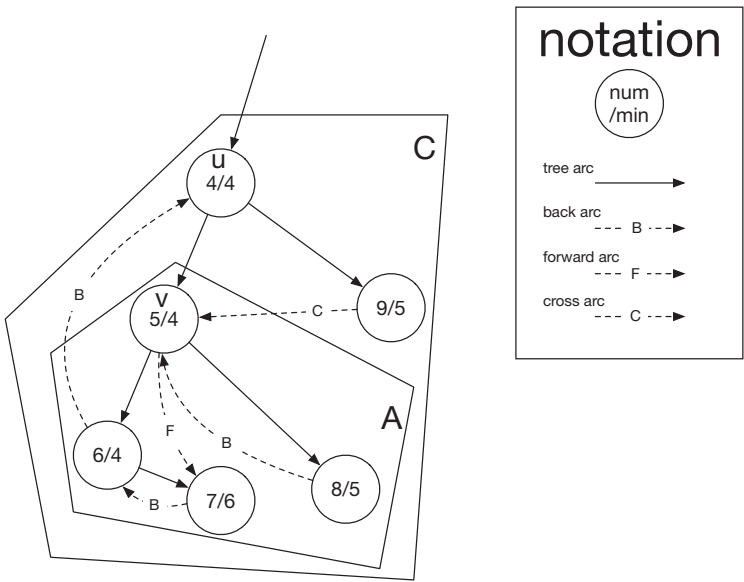 C
u
4/4
B
v
5/4
C
9/5
A
F
B
6/4
8/5
B
7/6
notation
num
/min
tree arc
back arc
B
forward arc
F
cross arc
C